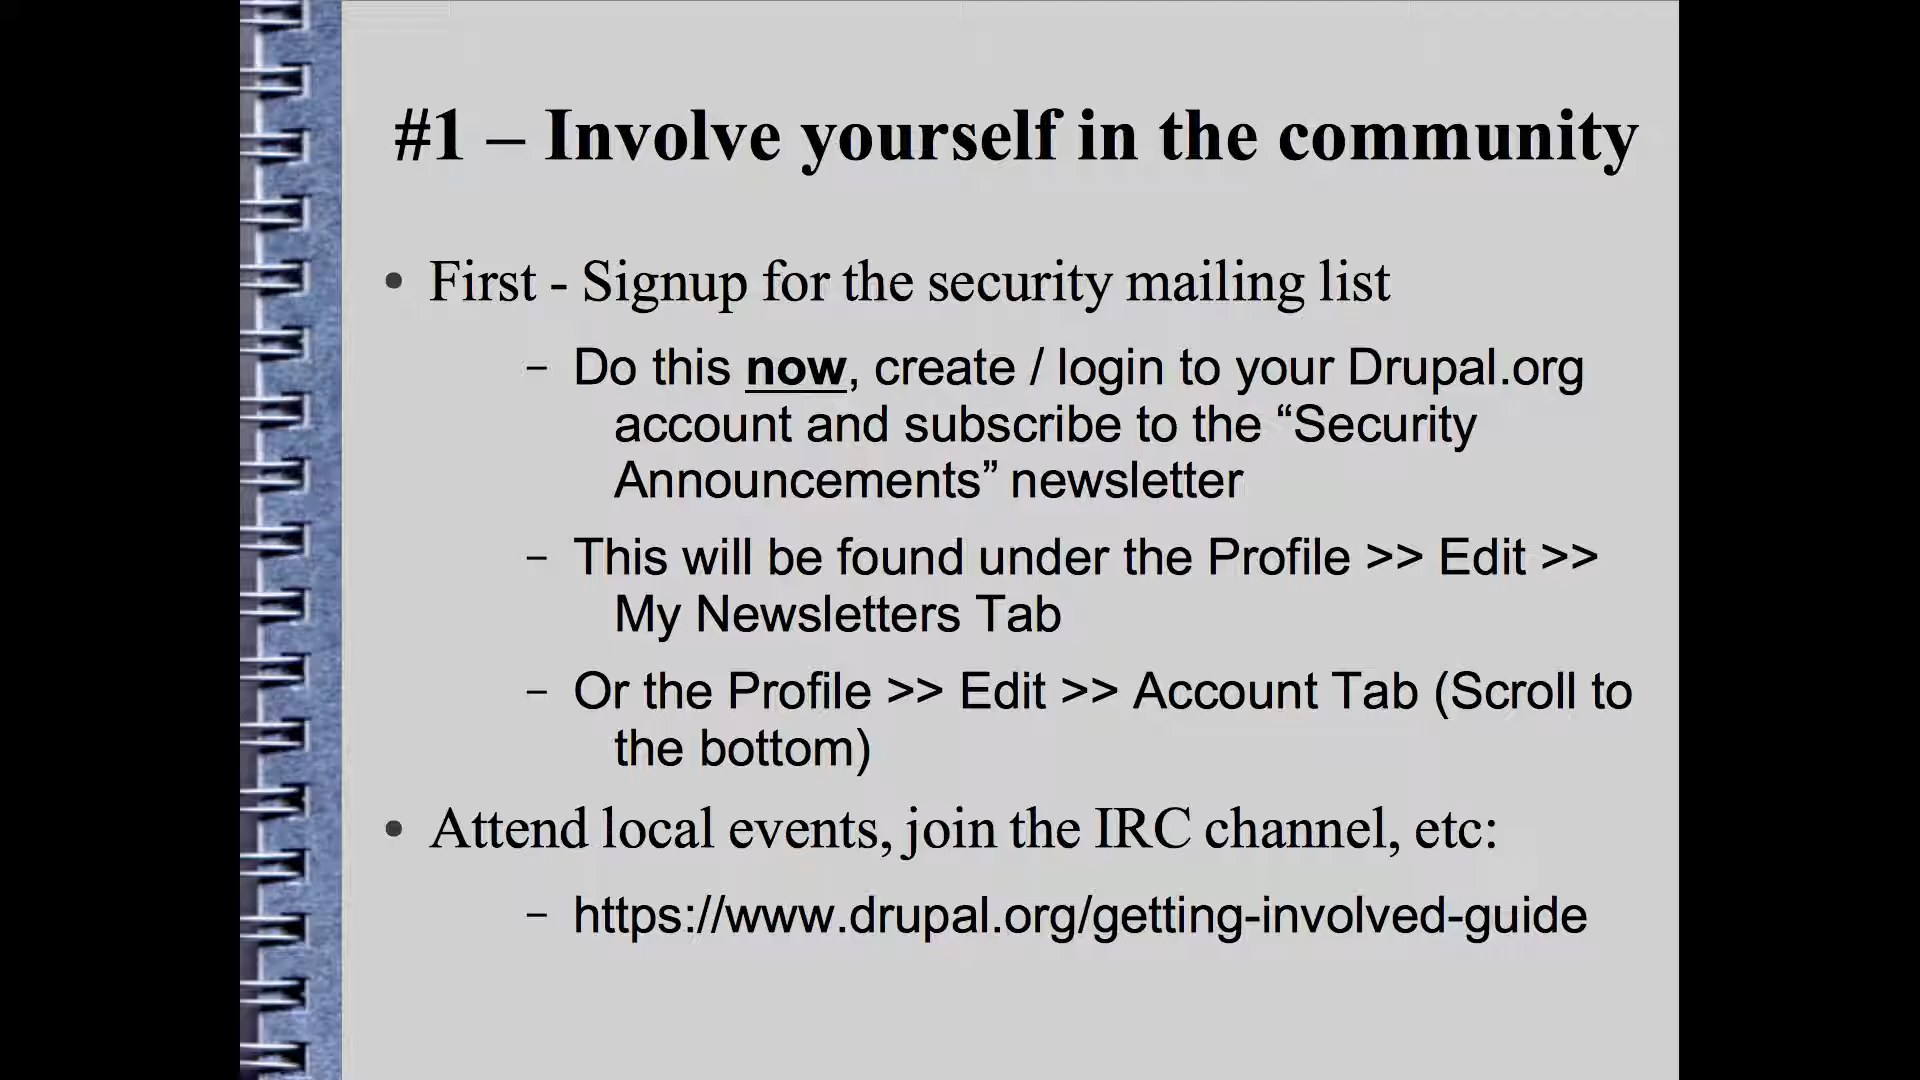 #1 – Involve yourself in the community
• First - Signup for the security mailing list
– Do this now, create / login to your Drupal.org
account and subscribe to the “Security
Announcements” newsletter
– This will be found under the Profile >> Edit >>
My Newsletters Tab
– Or the Profile >> Edit >> Account Tab (Scroll to
the bottom)
• Attend local events, join the IRC channel, etc:
– https://www.drupal.org/getting-involved-guide